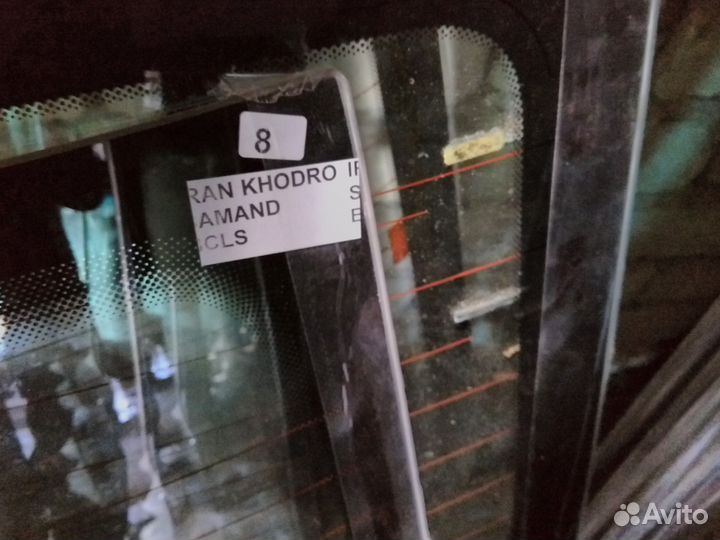 8
RAN KHODRO
AMAND
CLS
Avito